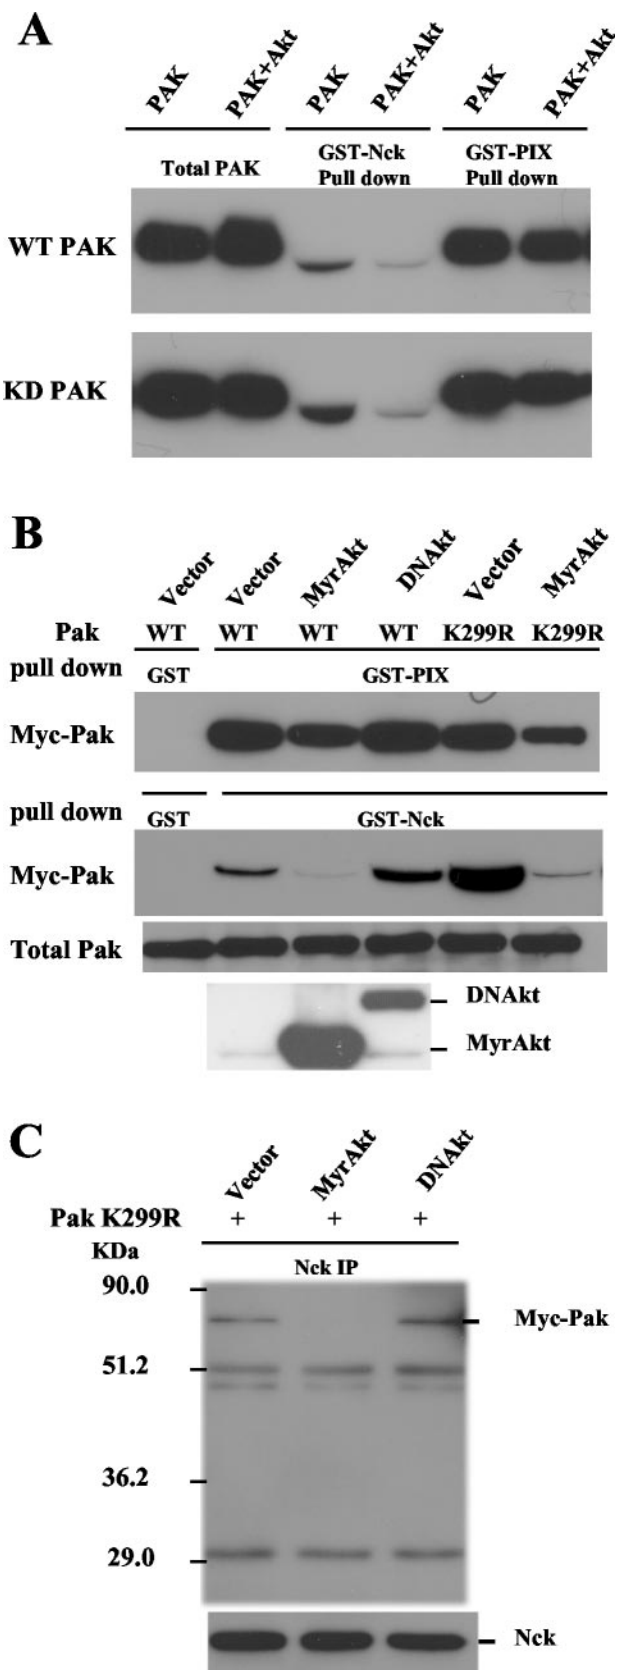 A
PAK PAK+Akt PAK PAK+Akt PAK PAK+Akt
Total PAK GST-Nck Pull down GST-PIX Pull down
WT PAK
KD PAK
B
Vector Vector MyrAkt DNAkt Vector MyrAkt
Pak WT WT WT WT K299R K299R
pull down GST GST-PIX
Myc-Pak
pull down GST GST-Nck
Myc-Pak
Total Pak
DNAkt
MyrAkt
C
Vector MyrAkt DNAkt
Pak K299R + + +
KDa
Nck IP
90.0
Myc-Pak
51.2
36.2
29.0
Nck